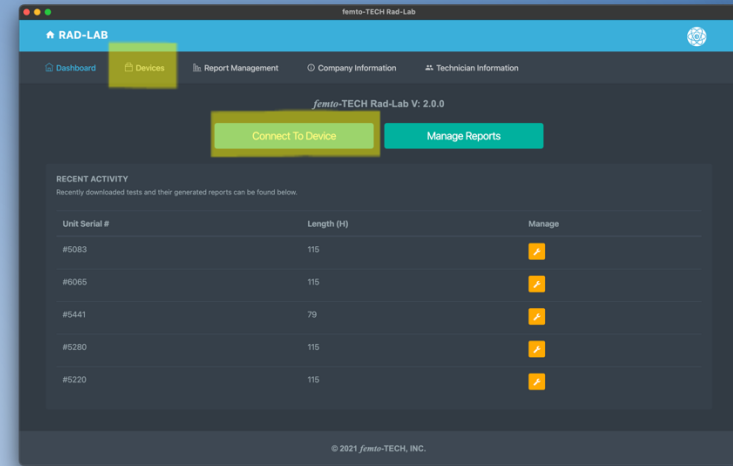 femto-TECH Rad-Lab
RAD-LAB
Dashboard Devices Report Management Company Information Technician Information
femto-TECH Rad-Lab V: 2.0.0
Connect To Device Manage Reports
RECENT ACTIVITY
Recently downloaded tests and their generated reports can be found below.
Unit Serial # Length (H) Manage
#5083 115
#6065 115
#5441 79
#5280 115
#5220 115
© 2021 femto-TECH, INC.